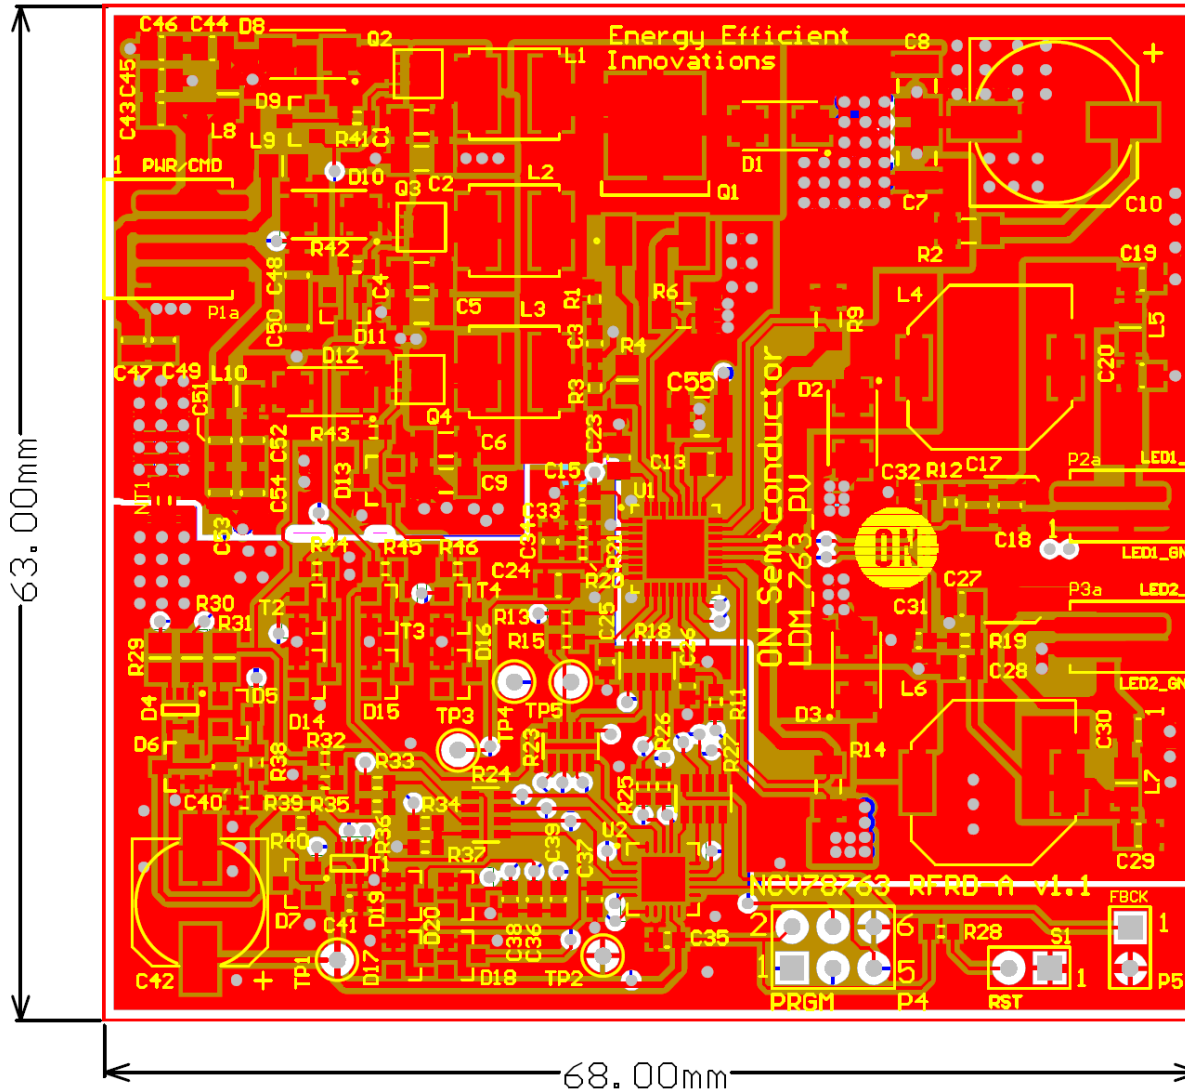 C46 C44 D8
Q2
Energy Efficient
Innovations
L1
C8
+
C45
C43
D9
L8
L9
R41
C1
D1
1
PWR/CMD
D10
C2
L2
Q3
Q1
C7
C10
R42
R2
C48
C4
C5
L3
R1
R6
C19
L4
P1a
C50
D11
C3
R9
L5
D12
R4
C47 C49 L10
R3
C55
D2
C20
C51
Q4
R43
C6
C23
C52
D13
C9
C15
C13
C54
C32 R12 C17
P2a
LED1_
NT1
C33
U1
C53
C34
R21
C18
1
R44 R45 R46
ON
LED1_GN
C24
R20
ON Semiconductor
LDM_763_PV
C27
P3a
LED2_
R30
T2
T4
R13
C31
R31
T3
D16
R15
C25
R18
R19
R29
C26
C28
LED2_GN
D4
D5
D14
D15
TP3
TP4
TP5
R11
L6
D6
R32
R23
R26
D3
R27
R14
C30
1
R38
R33
R24
R25
L7
C40
R39 R35
R34
R40
R36
R37
C39
U2
T1
C37
C29
NCV78763 RFRD-A v1.1
D7
D19
D20
FBCK
2 6
1
C41
C38
C36
C35
R28
S1
C42
+
TP1
D17
D18
TP2
1 5
1
P5
PRGM P4
RST
63.00mm
68.00mm